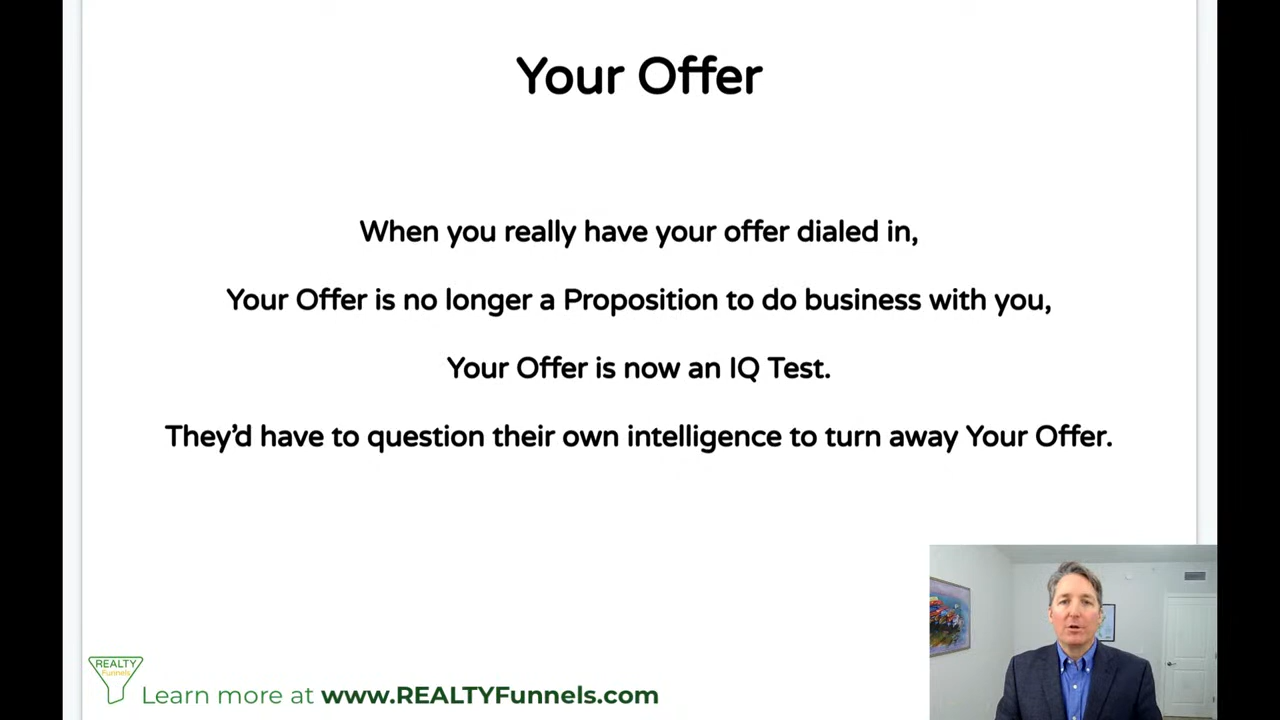 Your Offer
When you really have your offer dialed in,
Your Offer is no longer a Proposition to do business with you,
Your Offer is now an IQ Test.
They'd have to question their own intelligence to turn away Your Offer.
REALTY
Funnels
Learn more at www.REALTYFunnels.com